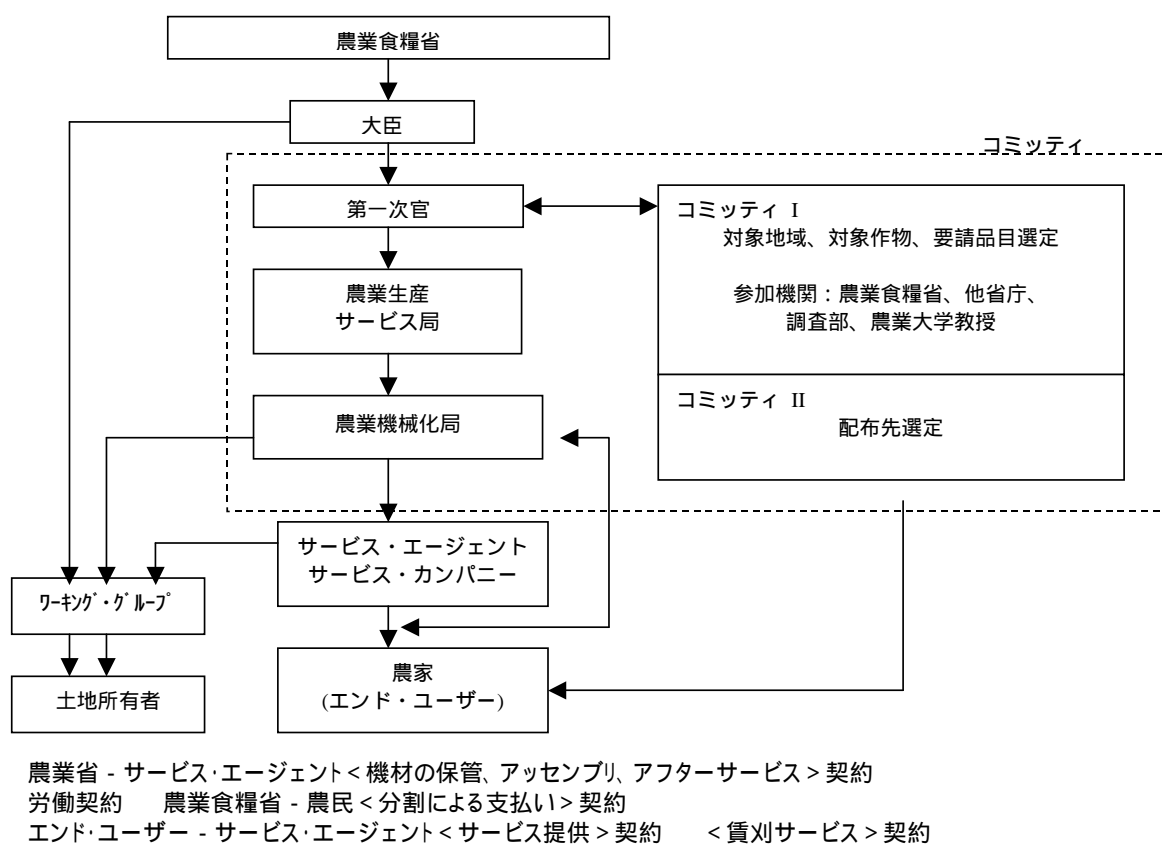 農業食糧省
大臣
コミッティ
第一次官
コミッティ I
対象地域、対象作物、要請品目選定
参加機関：農業食糧省、他省庁、
調査部、農業大学教授
農業生産
サービス局
農業機械化局
コミッティ II
配布先選定
サービス・エージェント
サービス・カンパニー
ﾜｰｷﾝｸﾞ・ｸﾞﾙｰﾌﾟ
農家
(エンド・ユーザー)
土地所有者
農業省 - サービス・エージェント＜機材の保管、アッセンブリ、アフターサービス＞契約
労働契約　農業食糧省 - 農民＜分割による支払い＞契約
エンド・ユーザー - サービス・エージェント＜サービス提供＞契約　＜賃刈サービス＞契約